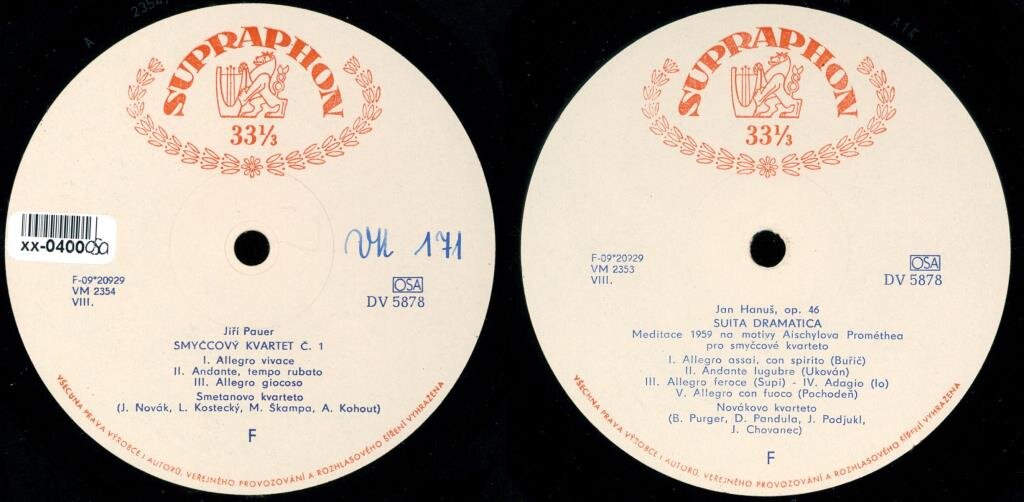 2354
A
SUPRAPHON
33⅓
xx-0400
VM 171
F-09*20929
VM 2354
VIII.
OSA
DV 5878
Jiří Pauer
SMYČCOVÝ KVARTET Č. 1
I. Allegro vivace
II. Andante, tempo rubato
III. Allegro giocoso
Smetanovo kvarteto
(J. Novák, L. Kostecký, M. Škampa, A. Kohout)
F
VŠECHNA PRÁVA VÝROBCE I AUTORŮ, VEŘEJNÉHO PROVOZOVÁNÍ A ROZHLASOVÉHO ŠÍŘENÍ VYHRAZENA
SUPRAPHON
33⅓
F-09*20929
VM 2353
VIII.
OSA
DV 5878
Jan Hanuš, op. 46
SUITA DRAMATICA
Meditace 1959 na motivy Aischylova Prométhea
pro smyčcové kvarteto
I. Allegro assai, con spirito (Buřič)
II. Andante lugubre (Ukován)
III. Allegro feroce (Supi) - IV. Adagio (Io)
V. Allegro con fuoco (Pochodeň)
Novákovo kvarteto
(B. Purger, D. Pandula, J. Podjukl,
J. Chovanec)
F
VŠECHNA PRÁVA VÝROBCE I AUTORŮ, VEŘEJNÉHO PROVOZOVÁNÍ A ROZHLASOVÉHO ŠÍŘENÍ VYHRAZENA